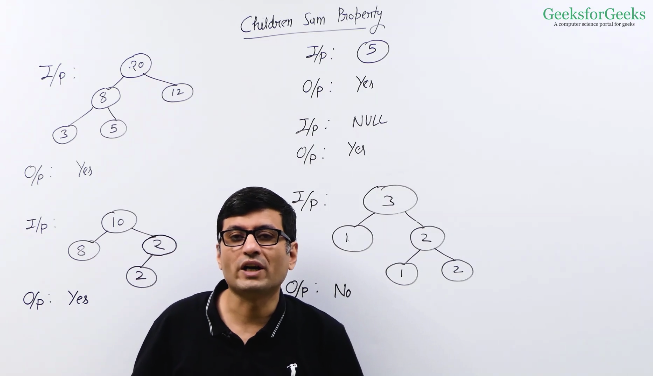 Children Sum Property
GeeksforGeeks
A computer science portal for geeks
I/p:
20
8
12
3
5
O/p: Yes
I/p: 5
O/p: Yes
I/p: NULL
O/p: Yes
I/p:
10
8
2
2
O/p: Yes
I/p:
3
1
2
1
2
O/p: No